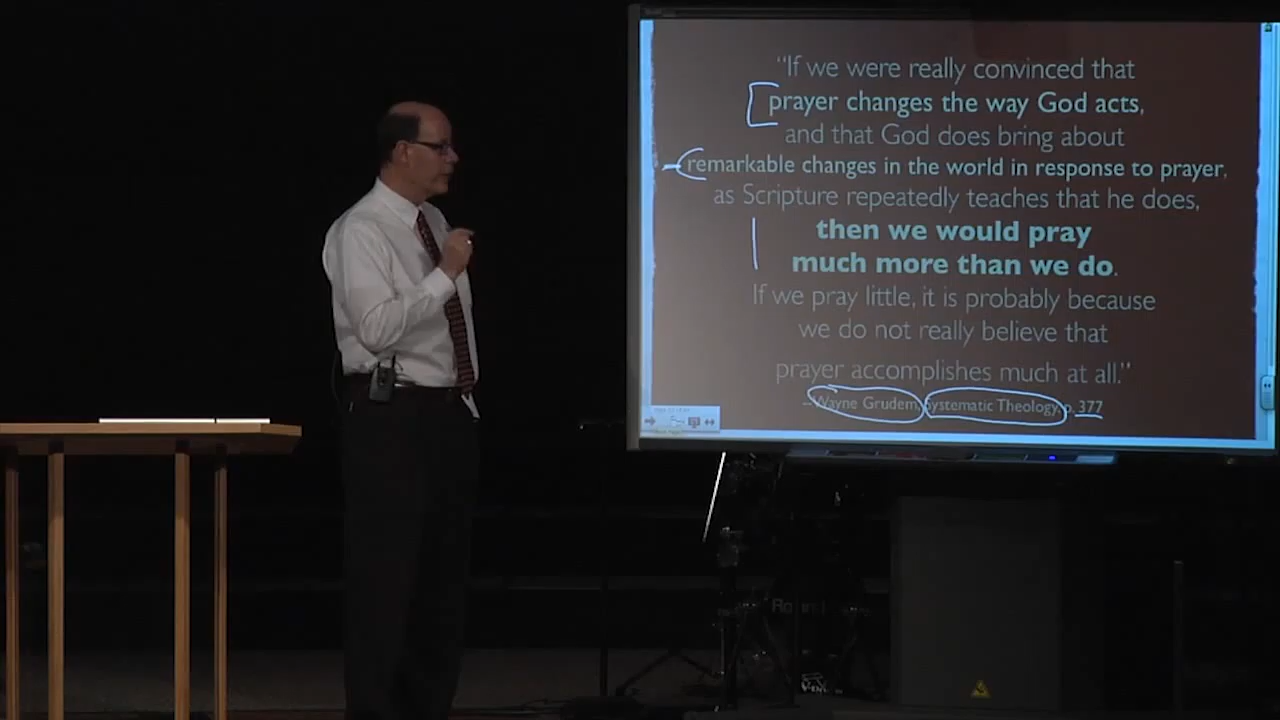 "If we were really convinced that
prayer changes the way God acts,
and that God does bring about
remarkable changes in the world in response to prayer,
as Scripture repeatedly teaches that he does,
then we would pray
much more than we do.
If we pray little, it is probably because
we do not really believe that
prayer accomplishes much at all."
–Wayne Grudem, Systematic Theology, p. 377